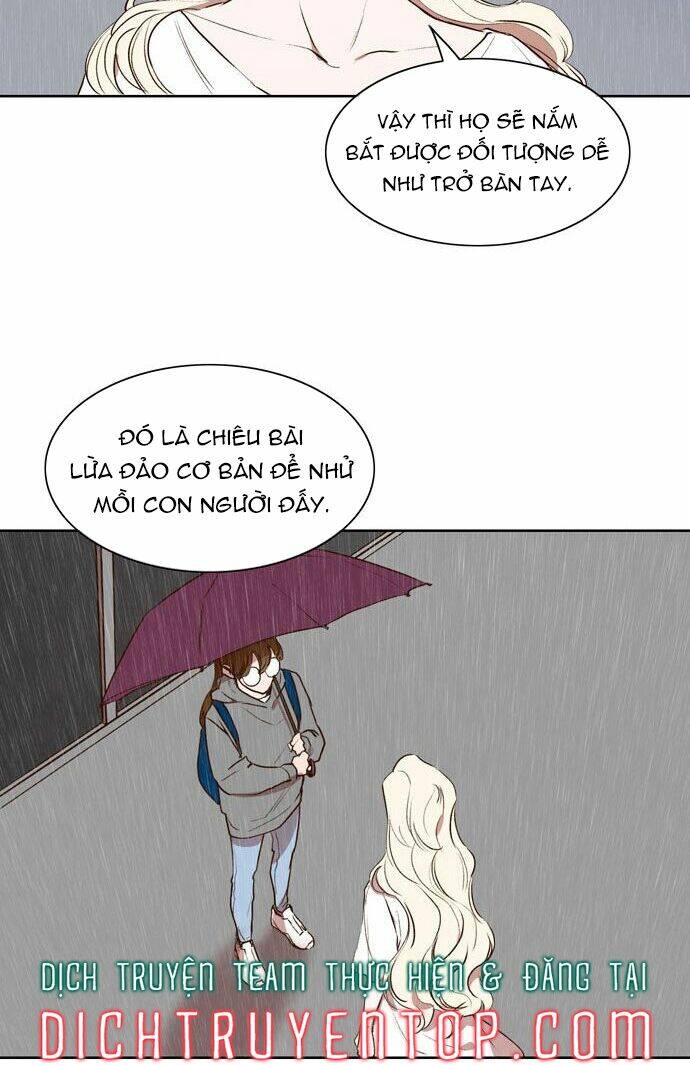 VẬY THÌ HỌ SẼ NẮM
BẮT ĐƯỢC ĐỐI TƯỢNG DỄ
NHƯ TRỞ BÀN TAY.
ĐÓ LÀ CHIÊU BÀI
LỪA ĐẢO CƠ BẢN ĐỂ NHỬ
MỒI CON NGƯỜI ĐẤY.
DỊCH TRUYỆN TEAM THỰC HIỆN & ĐĂNG TẠI
DICHTRUYENTOP.COM